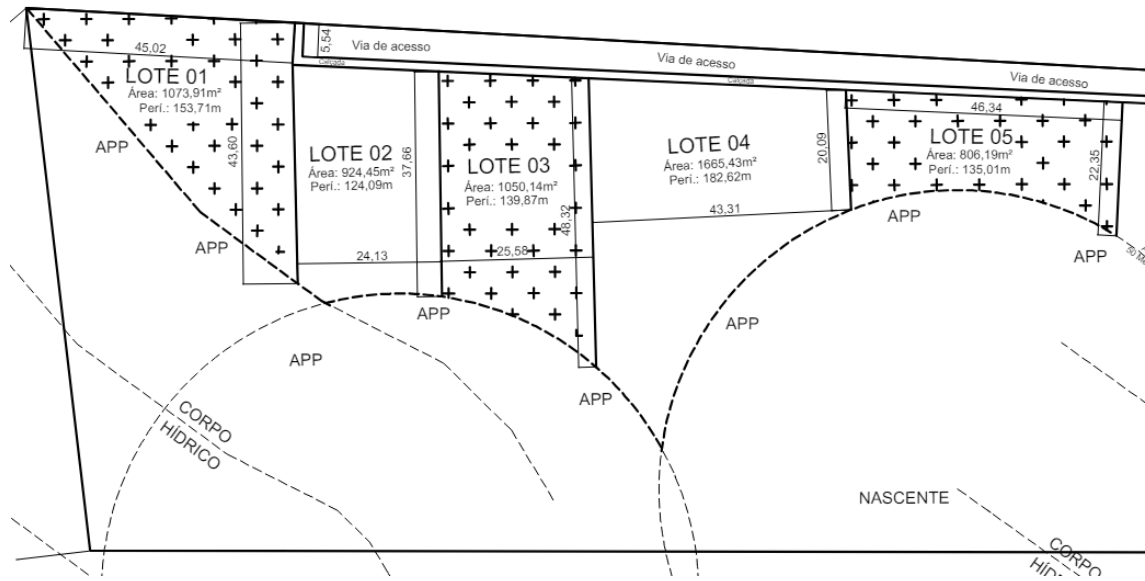 45,02
LOTE 01
Área: 1073,91m²
Perí.: 153,71m
43,60
5,54
Via de acesso
Calçada
Via de acesso
Calçada
Via de acesso
LOTE 02
Área: 924,45m²
Perí.: 124,09m
37,66
24,13
LOTE 03
Área: 1050,14m²
Perí.: 139,87m
48,32
25,58
LOTE 04
Área: 1665,43m²
Perí.: 182,62m
20,09
43,31
46,34
LOTE 05
Área: 806,19m²
Perí.: 135,01m
22,35
APP
APP
APP
APP
APP
APP
APP
APP
50
CORPO
HÍDRICO
NASCENTE
CORPO